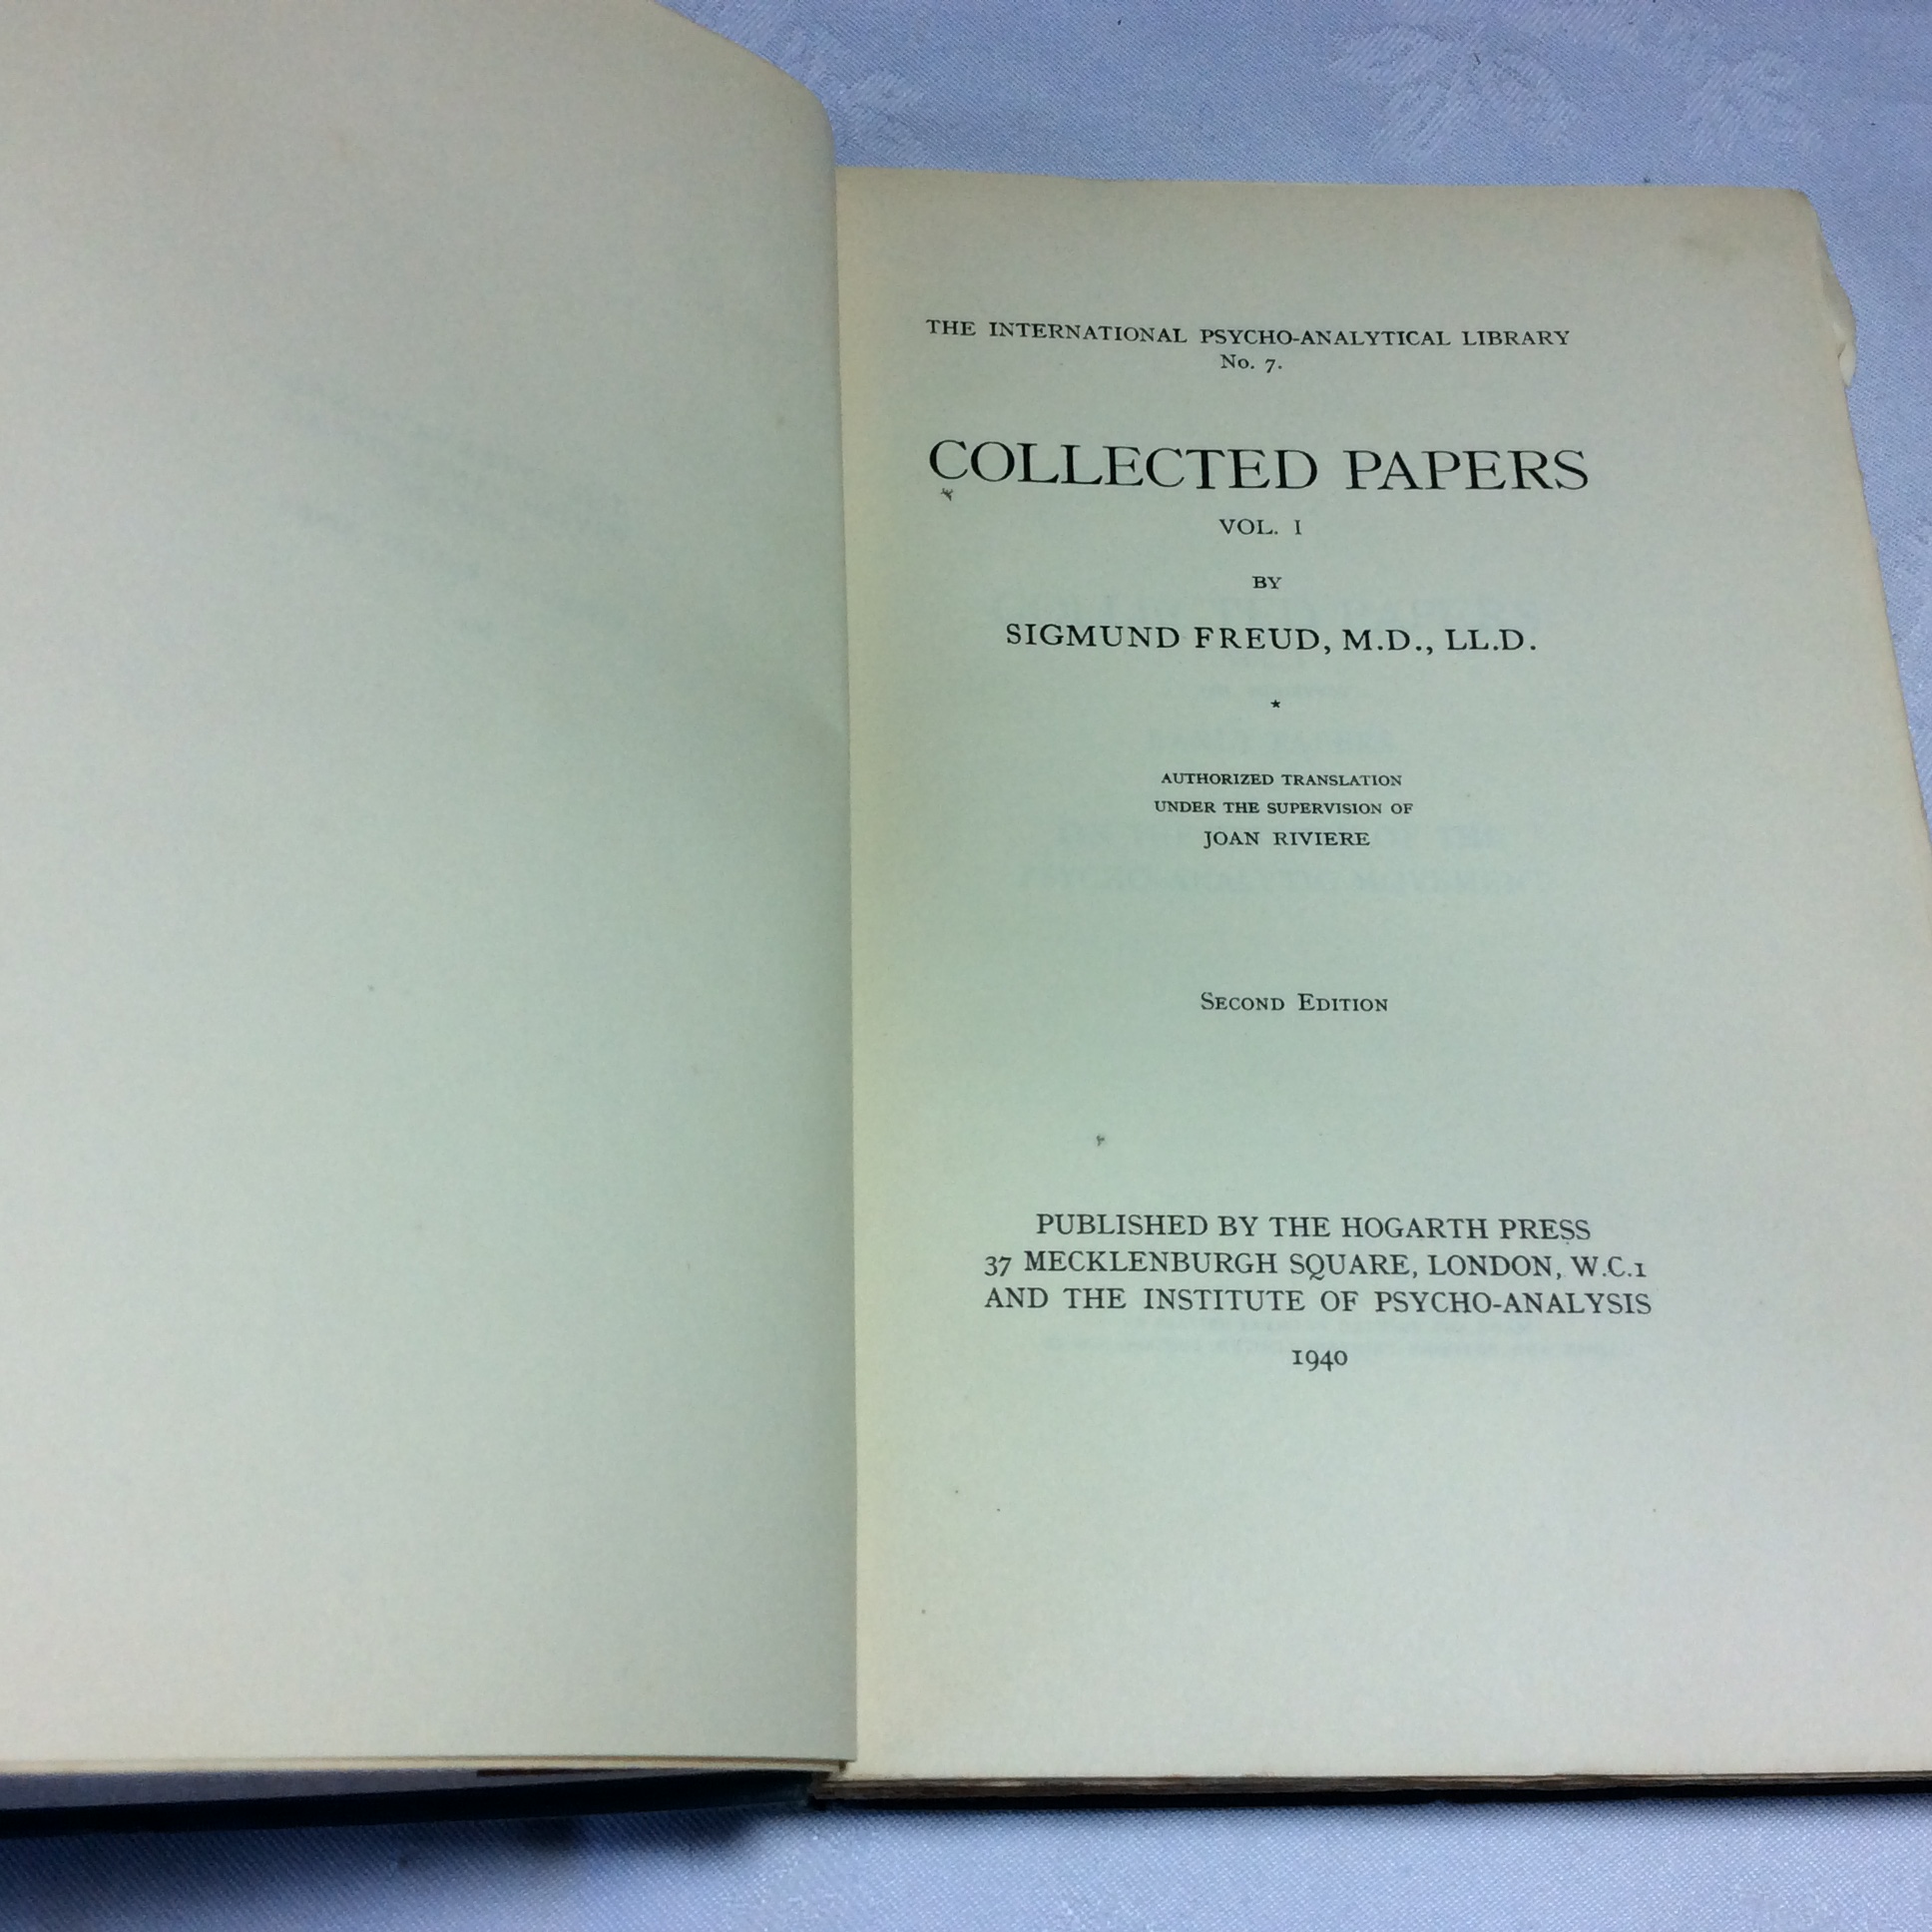 THE INTERNATIONAL PSYCHO-ANALYTICAL LIBRARY
No. 7.
COLLECTED PAPERS
VOL. I
BY
SIGMUND FREUD, M.D., LL.D.
★
AUTHORIZED TRANSLATION
UNDER THE SUPERVISION OF
JOAN RIVIERE
SECOND EDITION
PUBLISHED BY THE HOGARTH PRESS
37 MECKLENBURGH SQUARE, LONDON, W.C.1
AND THE INSTITUTE OF PSYCHO-ANALYSIS
1940